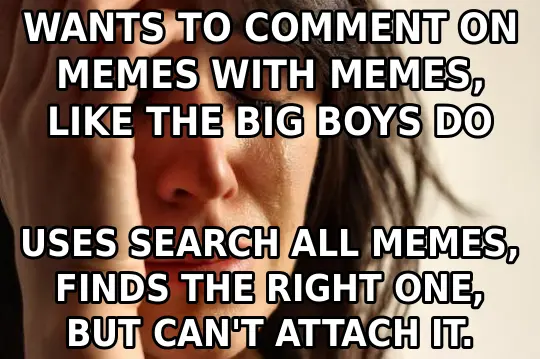 WANTS TO COMMENT ON
MEMES WITH MEMES,
LIKE THE BIG BOYS DO
USES SEARCH ALL MEMES,
FINDS THE RIGHT ONE,
BUT CAN'T ATTACH IT.